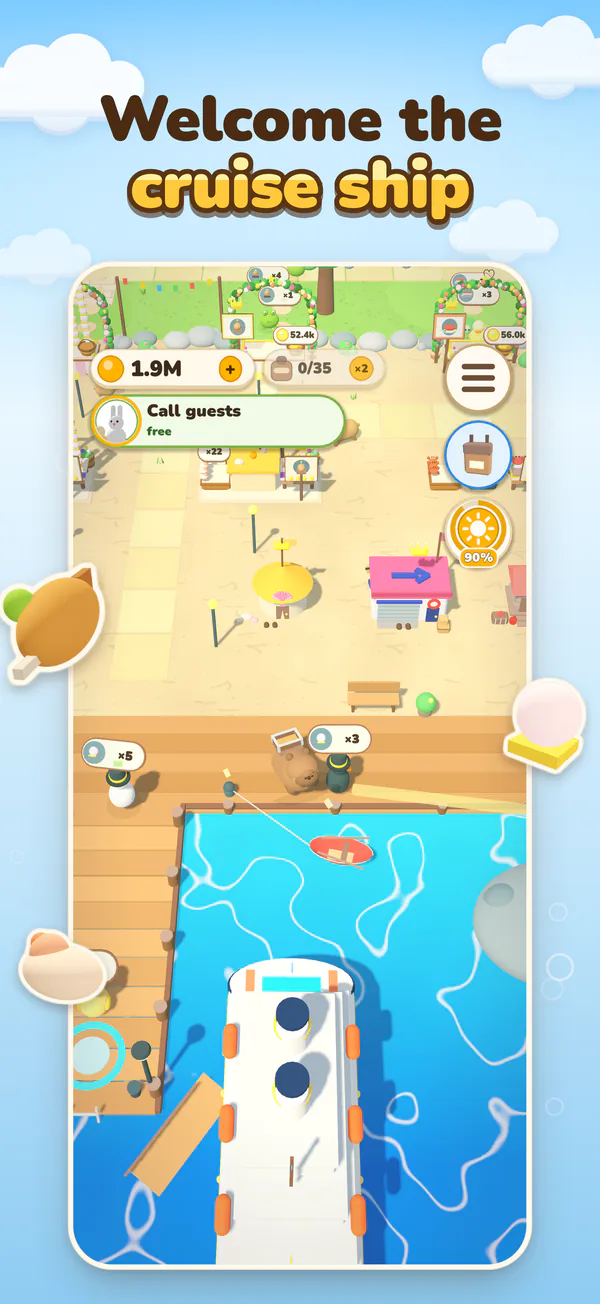 Welcome the
cruise ship
×4
×1
×3
52.4k
56.0k
1.9M
+
0/35
×2
Call guests
free
×22
90%
×5
×3